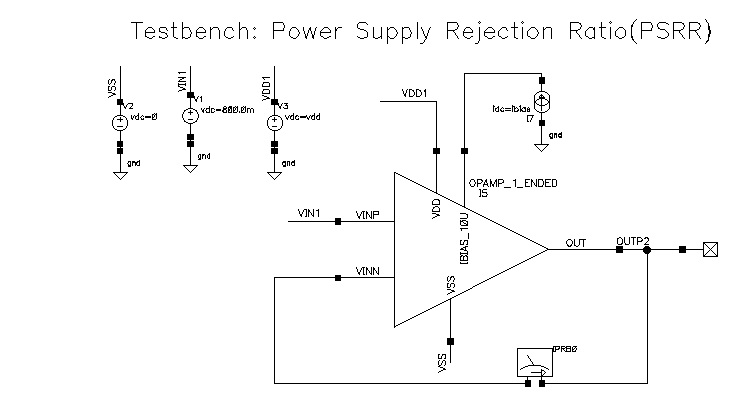 Testbench: Power Supply Rejection Ratio(PSRR)
VSS
V2
vdc=0
gnd
VIN1
V1
vdc=800.0m
gnd
VDD1
V3
vdc=vdd
gnd
VDD1
idc=ibias
I7
gnd
OPAMP_1_ENDED
I5
VDD
IBIAS_10U
VIN1
VINP
VINN
VSS
OUT
OUTP2
VSS
IPRB0